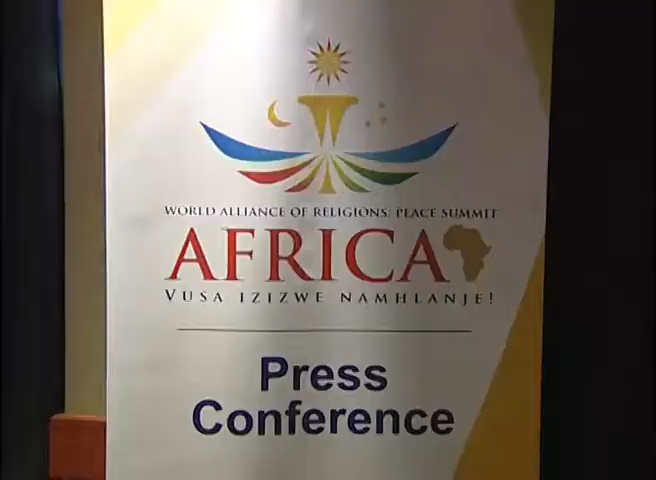 WORLD ALLIANCE OF RELIGIONS: PEACE SUMMIT
AFRICA
VUSA IZIZWE NAMHLANJE!
Press
Conference